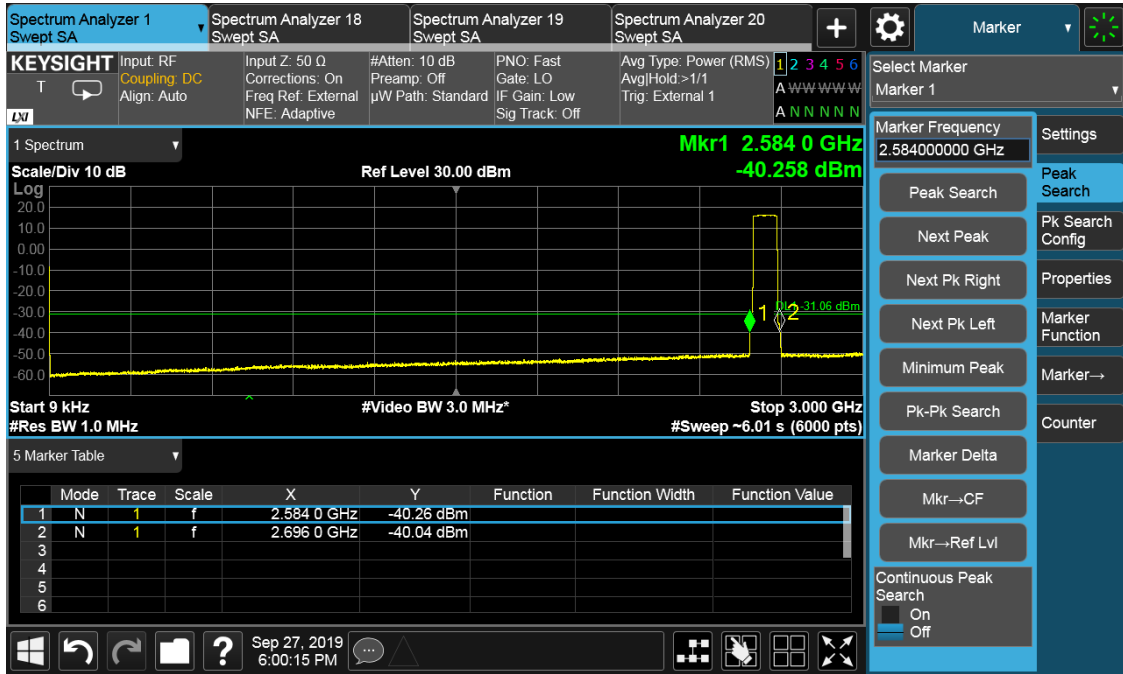 Spectrum Analyzer 1
Swept SA
Spectrum Analyzer 18
Swept SA
Spectrum Analyzer 19
Swept SA
Spectrum Analyzer 20
Swept SA
+
Marker
KEYSIGHT
T
LXI
Input: RF
Coupling: DC
Align: Auto
Input Z: 50 Ω
Corrections: On
Freq Ref: External
NFE: Adaptive
#Atten: 10 dB
Preamp: Off
µW Path: Standard
PNO: Fast
Gate: LO
IF Gain: Low
Sig Track: Off
Avg Type: Power (RMS)
Avg|Hold:>1/1
Trig: External 1
1 2 3 4 5 6
A W W W W W
A N N N N N
Select Marker
Marker 1
1 Spectrum
Scale/Div 10 dB
Ref Level 30.00 dBm
Mkr1 2.584 0 GHz
-40.258 dBm
Log
20.0
10.0
0.00
-10.0
-20.0
-30.0
-40.0
-50.0
-60.0
DL1 -31.06 dBm
1
2
Start 9 kHz
#Video BW 3.0 MHz*
Stop 3.000 GHz
#Res BW 1.0 MHz
#Sweep ~6.01 s (6000 pts)
5 Marker Table
Mode Trace Scale X Y Function Function Width Function Value
1 N 1 f 2.584 0 GHz -40.26 dBm
2 N 1 f 2.696 0 GHz -40.04 dBm
3
4
5
6
Marker Frequency
2.584000000 GHz
Peak Search
Next Peak
Next Pk Right
Next Pk Left
Minimum Peak
Pk-Pk Search
Marker Delta
Mkr→CF
Mkr→Ref Lvl
Continuous Peak
Search
On
Off
Settings
Peak
Search
Pk Search
Config
Properties
Marker
Function
Marker→
Counter
?
Sep 27, 2019
6:00:15 PM